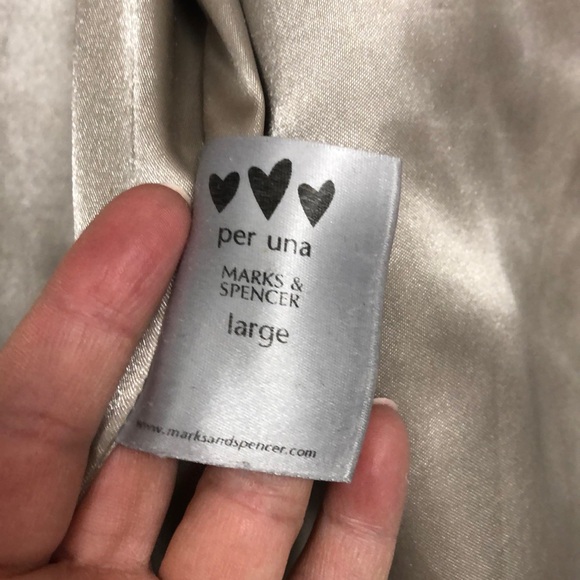 per una
MARKS &
SPENCER
large
www.marksandspencer.com